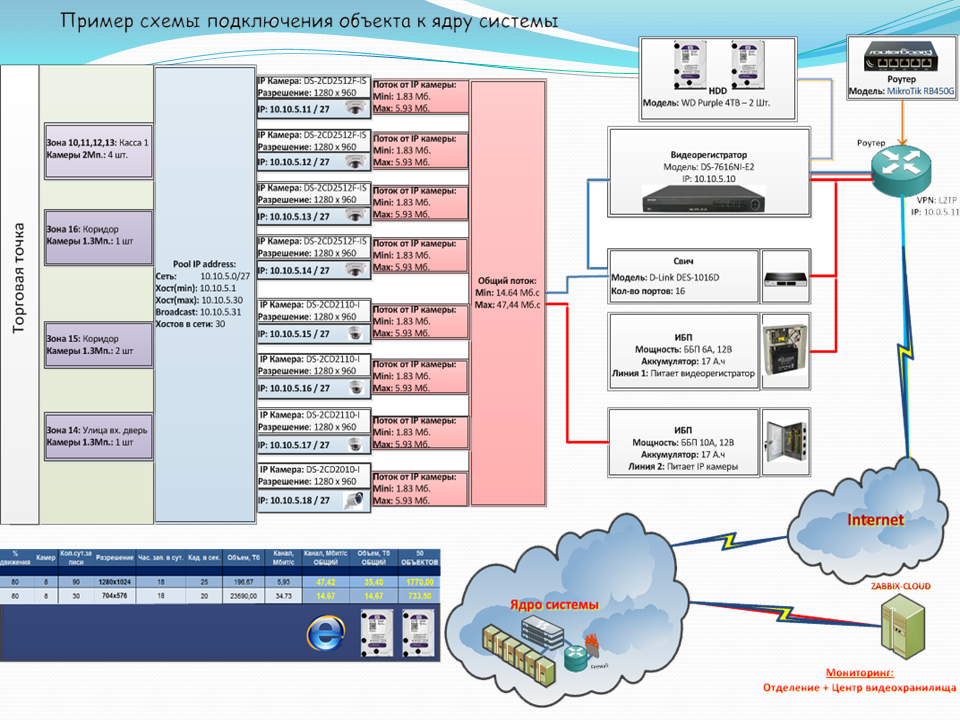 Пример схемы подключения объекта к ядру системы
Торговая точка
Зона 10,11,12,13: Касса 1
Камеры 2Мп.: 4 шт.
Зона 16: Коридор
Камеры 1.3Мп.: 1 шт
Зона 15: Коридор
Камеры 1.3Мп.: 2 шт
Зона 14: Улица вх. дверь
Камеры 1.3Мп.: 1 шт
Pool IP address:
Сеть: 10.10.5.0/27
Хост(min): 10.10.5.1
Хост(max): 10.10.5.30
Broadcast: 10.10.5.31
Хостов в сети: 30
IP Камера: DS-2CD2512F-IS
Разрешение: 1280 x 960
IP: 10.10.5.11 / 27
Поток от IP камеры:
Mini: 1.83 Мб.
Max: 5.93 Мб.
IP Камера: DS-2CD2512F-IS
Разрешение: 1280 x 960
IP: 10.10.5.12 / 27
Поток от IP камеры:
Mini: 1.83 Мб.
Max: 5.93 Мб.
IP Камера: DS-2CD2512F-IS
Разрешение: 1280 x 960
IP: 10.10.5.13 / 27
Поток от IP камеры:
Mini: 1.83 Мб.
Max: 5.93 Мб.
IP Камера: DS-2CD2512F-IS
Разрешение: 1280 x 960
IP: 10.10.5.14 / 27
Поток от IP камеры:
Mini: 1.83 Мб.
Max: 5.93 Мб.
IP Камера: DS-2CD2110-I
Разрешение: 1280 x 960
IP: 10.10.5.15 / 27
Поток от IP камеры:
Mini: 1.83 Мб.
Max: 5.93 Мб.
IP Камера: DS-2CD2110-I
Разрешение: 1280 x 960
IP: 10.10.5.16 / 27
Поток от IP камеры:
Mini: 1.83 Мб.
Max: 5.93 Мб.
IP Камера: DS-2CD2110-I
Разрешение: 1280 x 960
IP: 10.10.5.17 / 27
Поток от IP камеры:
Mini: 1.83 Мб.
Max: 5.93 Мб.
IP Камера: DS-2CD2010-I
Разрешение: 1280 x 960
IP: 10.10.5.18 / 27
Поток от IP камеры:
Mini: 1.83 Мб.
Max: 5.93 Мб.
Общий поток:
Min: 14.64 Мб.с
Max: 47,44 Мб.с
HDD
Модель: WD Purple 4TB – 2 Шт.
routerboard
Роутер
Модель: MikroTik RB450G
Видеорегистратор
Модель: DS-7616NI-E2
IP: 10.10.5.10
Роутер
VPN: L2TP
IP: 10.0.5.11
Свич
Модель: D-Link DES-1016D
Кол-во портов: 16
ИБП
Мощность: ББП 6А, 12В
Аккумулятор: 17 А.ч
Линия 1: Питает видеорегистратор
ИБП
Мощность: ББП 10А, 12В
Аккумулятор: 17 А.ч
Линия 2: Питает IP камеры
Internet
Ядро системы
Firewall
ZABBIX-CLOUD
Мониторинг:
Отделение + Центр видеохранилища
% движения Камер Кол.сут.за писи Разрешение Час. зап. в сут. Кад. в сек. Объем, Тб Канал, Мбит/с Канал, Мбит/с ОБЩИЙ Объем, Тб ОБЩИЙ 50 ОБЪЕКТОВ
80 8 90 1280x1024 18 25 5,93 47,42 35,40 1770,00
80 8 30 704x576 18 20 34.73 14.67 14,67 733,50